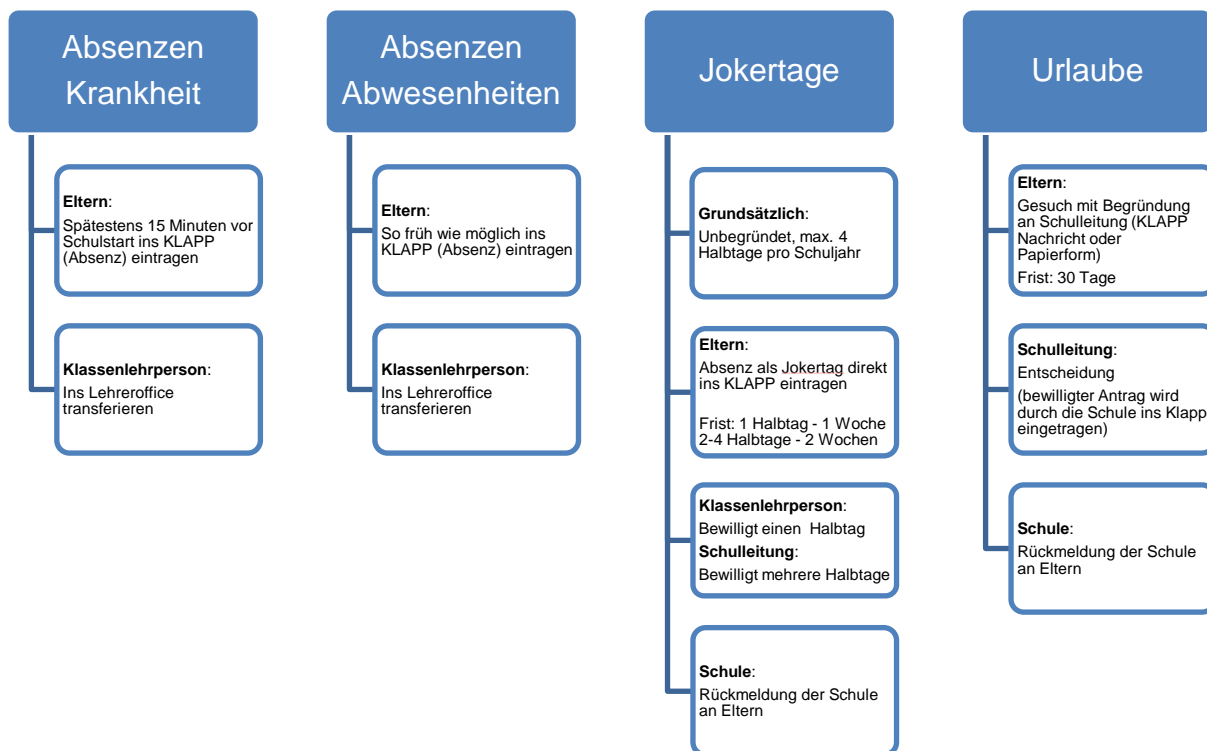 Absenzen
Krankheit
Eltern:
Spätestens 15 Minuten vor
Schulstart ins KLAPP
(Absenz) eintragen
Klassenlehrperson:
Ins Lehreroffice
transferieren
Absenzen
Abwesenheiten
Eltern:
So früh wie möglich ins
KLAPP (Absenz) eintragen
Klassenlehrperson:
Ins Lehreroffice
transferieren
Jokertage
Grundsätzlich:
Unbegründet, max. 4
Halbtage pro Schuljahr
Eltern:
Absenz als Jokertag direkt
ins KLAPP eintragen
Frist: 1 Halbtag - 1 Woche
2-4 Halbtage - 2 Wochen
Klassenlehrperson:
Bewilligt einen  Halbtag
Schulleitung:
Bewilligt mehrere Halbtage
Schule:
Rückmeldung der Schule
an Eltern
Urlaube
Eltern:
Gesuch mit Begründung
an Schulleitung (KLAPP
Nachricht oder
Papierform)
Frist: 30 Tage
Schulleitung:
Entscheidung
(bewilligter Antrag wird
durch die Schule ins Klapp
eingetragen)
Schule:
Rückmeldung der Schule
an Eltern